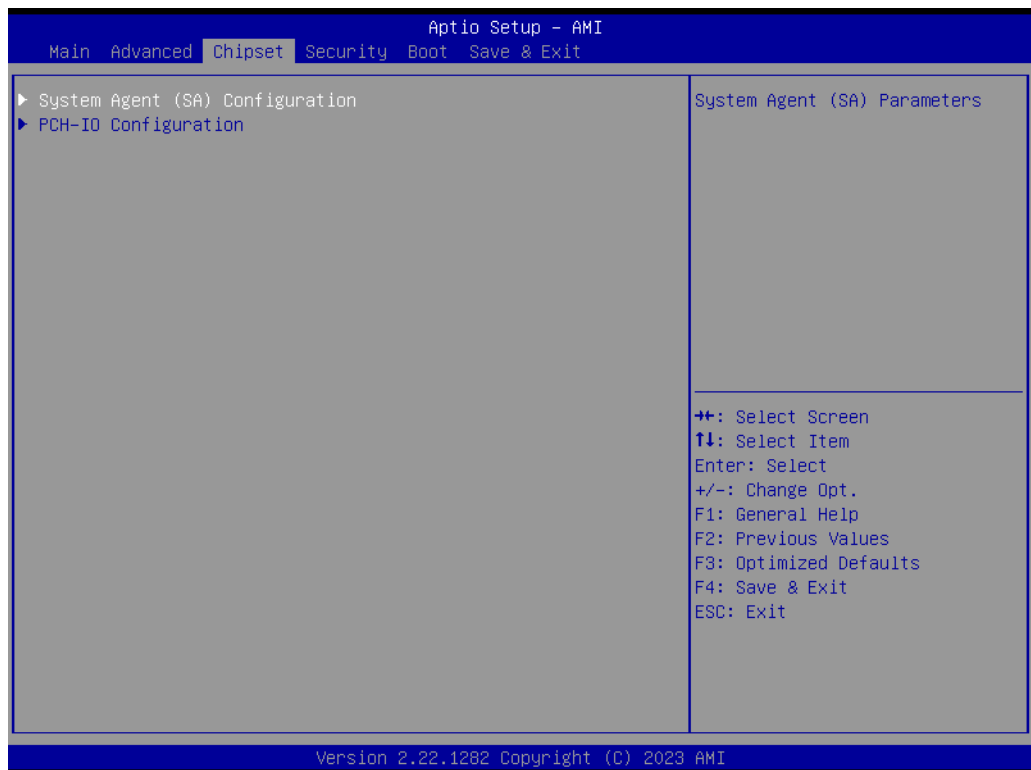 Aptio Setup – AMI
Main Advanced Chipset Security Boot Save & Exit
▶ System Agent (SA) Configuration
▶ PCH-IO Configuration
System Agent (SA) Parameters
→←: Select Screen
↑↓: Select Item
Enter: Select
+/-: Change Opt.
F1: General Help
F2: Previous Values
F3: Optimized Defaults
F4: Save & Exit
ESC: Exit
Version 2.22.1282 Copyright (C) 2023 AMI